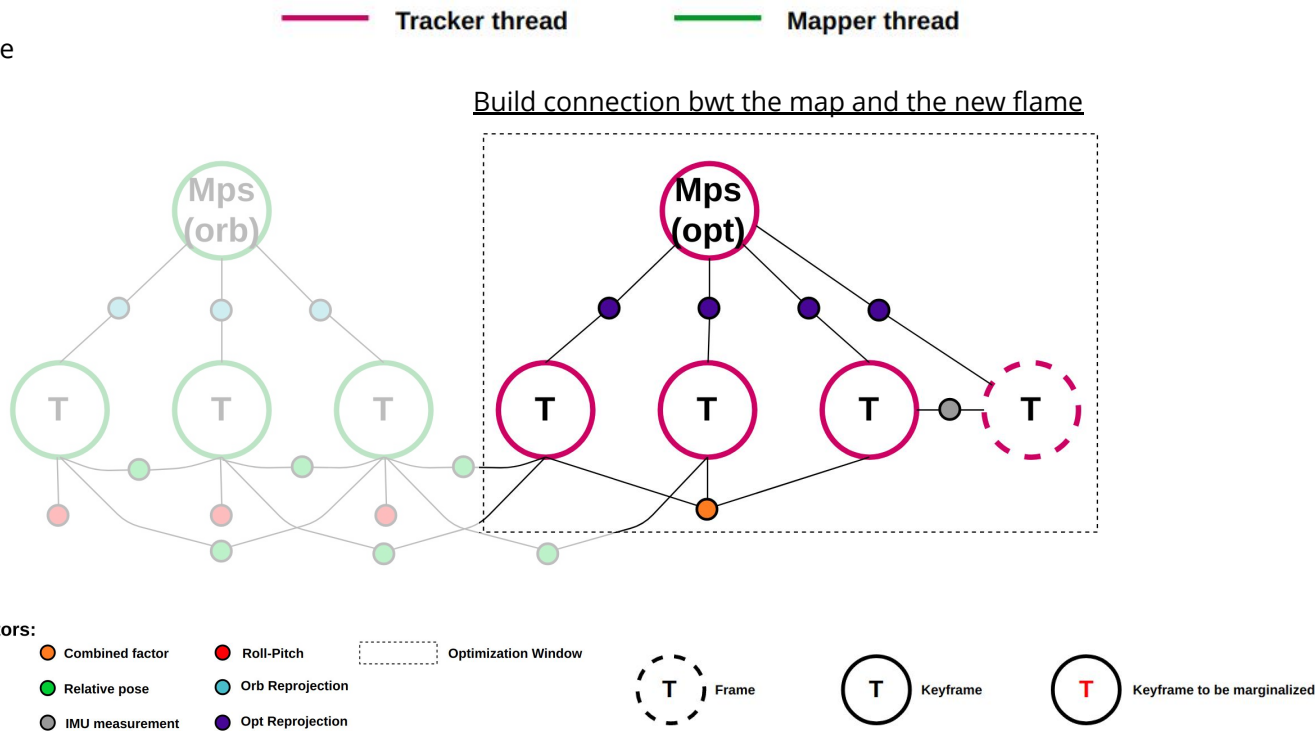 Tracker thread
Mapper thread
e
Build connection bwt the map and the new flame
Mps
(orb)
Mps
(opt)
T
T
T
T
T
T
T
tors:
Combined factor
Roll-Pitch
Optimization Window
Relative pose
Orb Reprojection
IMU measurement
Opt Reprojection
T
Frame
T
Keyframe
T
Keyframe to be marginalized